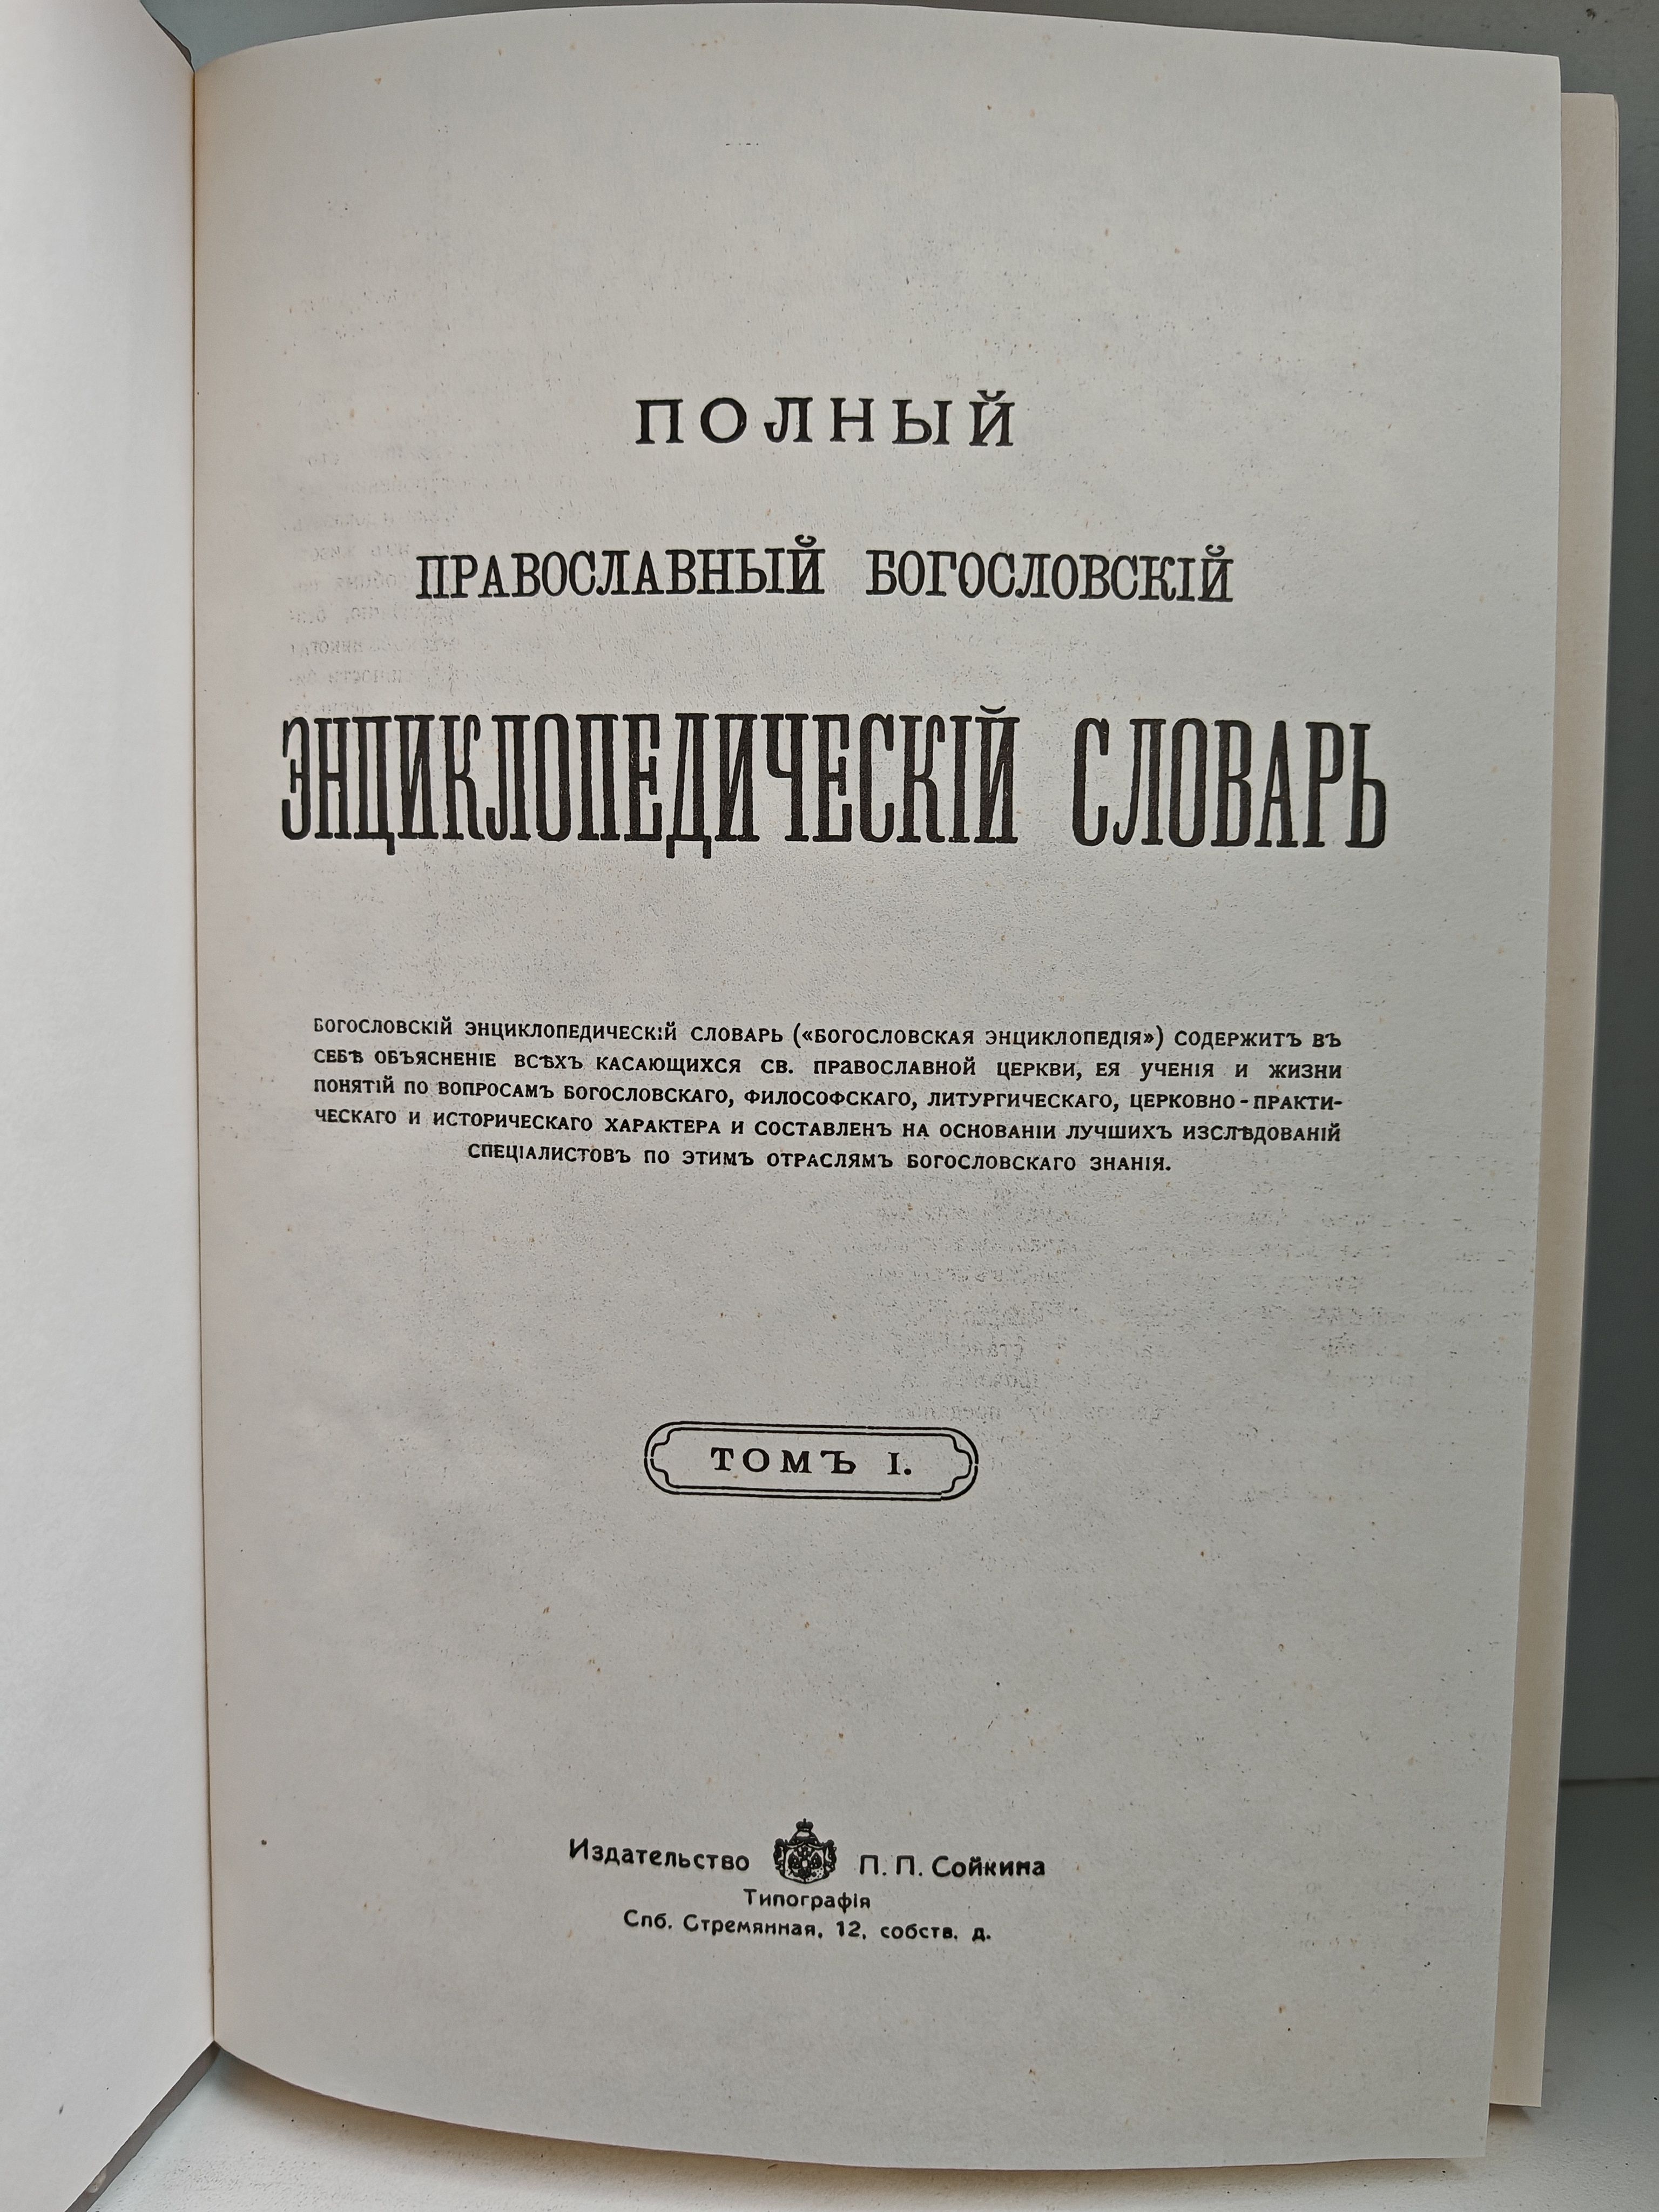 ПОЛНЫЙ
ПРАВОСЛАВНЫЙ БОГОСЛОВСКІЙ
ЭНЦИКЛОПЕДИЧЕСКІЙ СЛОВАРЬ
БОГОСЛОВСКІЙ ЭНЦИКЛОПЕДИЧЕСКІЙ СЛОВАРЬ («БОГОСЛОВСКАЯ ЭНЦИКЛОПЕДІЯ») СОДЕРЖИТЪ ВЪ
СЕБѢ ОБЪЯСНЕНІЕ ВСѢХЪ КАСАЮЩИХСЯ СВ. ПРАВОСЛАВНОЙ ЦЕРКВИ, ЕЯ УЧЕНІЯ И ЖИЗНИ
ПОНЯТІЙ ПО ВОПРОСАМЪ БОГОСЛОВСКАГО, ФИЛОСОФСКАГО, ЛИТУРГИЧЕСКАГО, ЦЕРКОВНО-ПРАКТИ-
ЧЕСКАГО И ИСТОРИЧЕСКАГО ХАРАКТЕРА И СОСТАВЛЕНЪ НА ОСНОВАНІИ ЛУЧШИХЪ ИЗСЛѢДОВАНІЙ
СПЕЦІАЛИСТОВЪ ПО ЭТИМЪ ОТРАСЛЯМЪ БОГОСЛОВСКАГО ЗНАНІЯ.
ТОМЪ I.
Издательство П. П. Сойкина
Типографія
Спб. Стремянная, 12, собств. д.